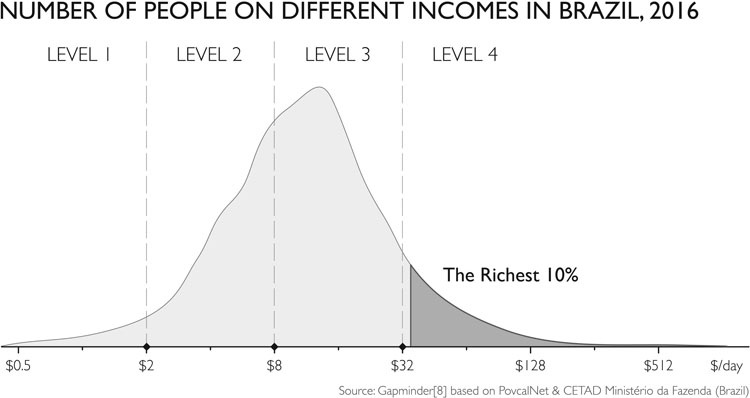 NUMBER OF PEOPLE ON DIFFERENT INCOMES IN BRAZIL, 2016
LEVEL 1 LEVEL 2 LEVEL 3 LEVEL 4
The Richest 10%
$0.5 $2 $8 $32 $128 $512 $/day
Source: Gapminder[8] based on PovcalNet & CETAD Ministério da Fazenda (Brazil)